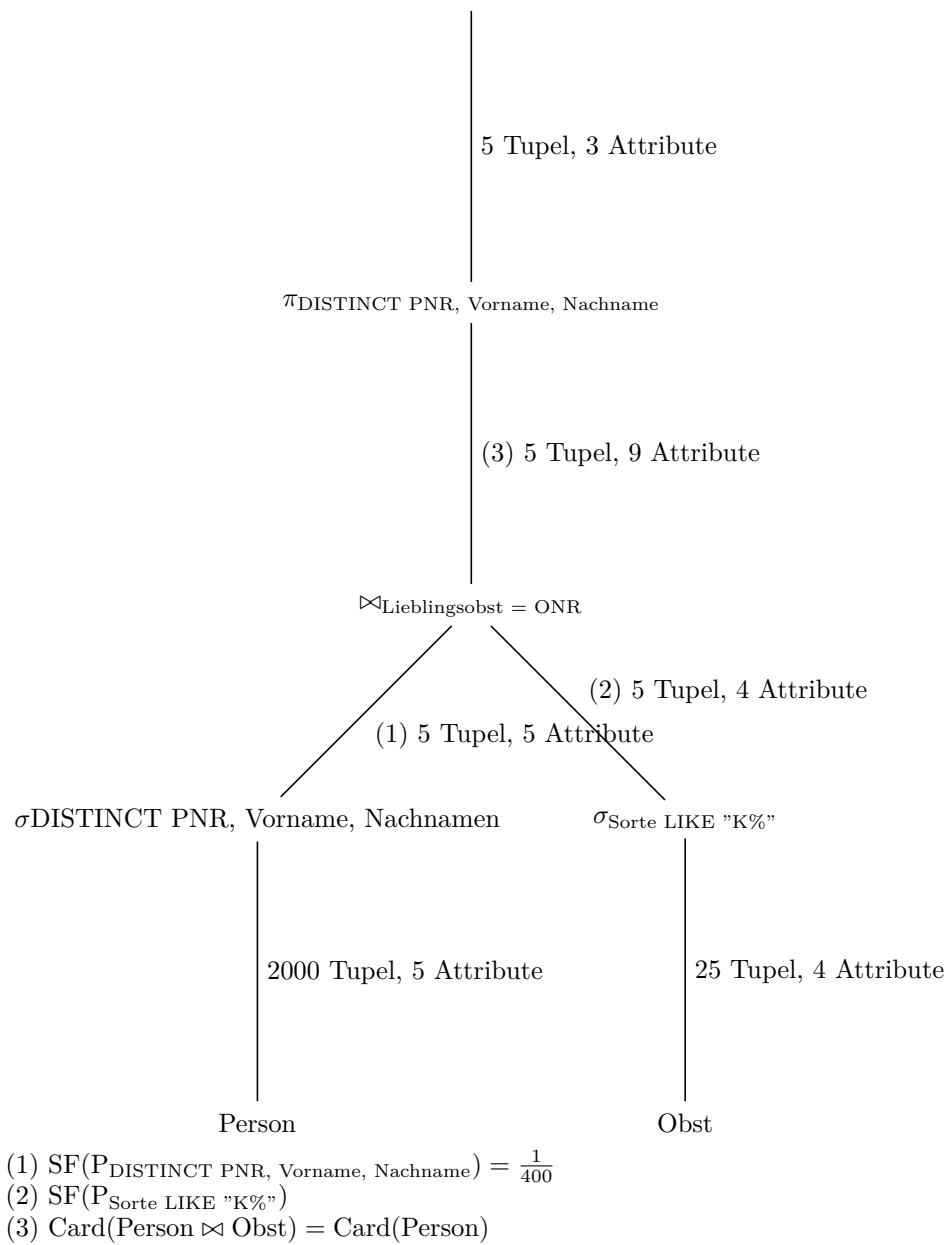 5 Tupel, 3 Attribute
πDISTINCT PNR, Vorname, Nachname
(3) 5 Tupel, 9 Attribute
⋈Lieblingsobst = ONR
(2) 5 Tupel, 4 Attribute
(1) 5 Tupel, 5 Attribute
σDISTINCT PNR, Vorname, Nachnamen
σSorte LIKE ”K%”
2000 Tupel, 5 Attribute
25 Tupel, 4 Attribute
Person
Obst
(1) SF(PDISTINCT PNR, Vorname, Nachname) = 1/400
(2) SF(PSorte LIKE ”K%”)
(3) Card(Person ⋈ Obst) = Card(Person)